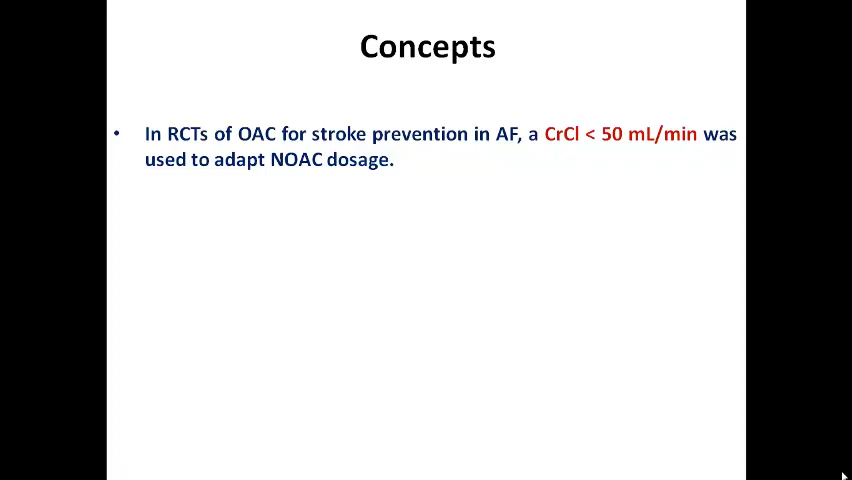 Concepts
• In RCTs of OAC for stroke prevention in AF, a CrCl < 50 mL/min was
used to adapt NOAC dosage.